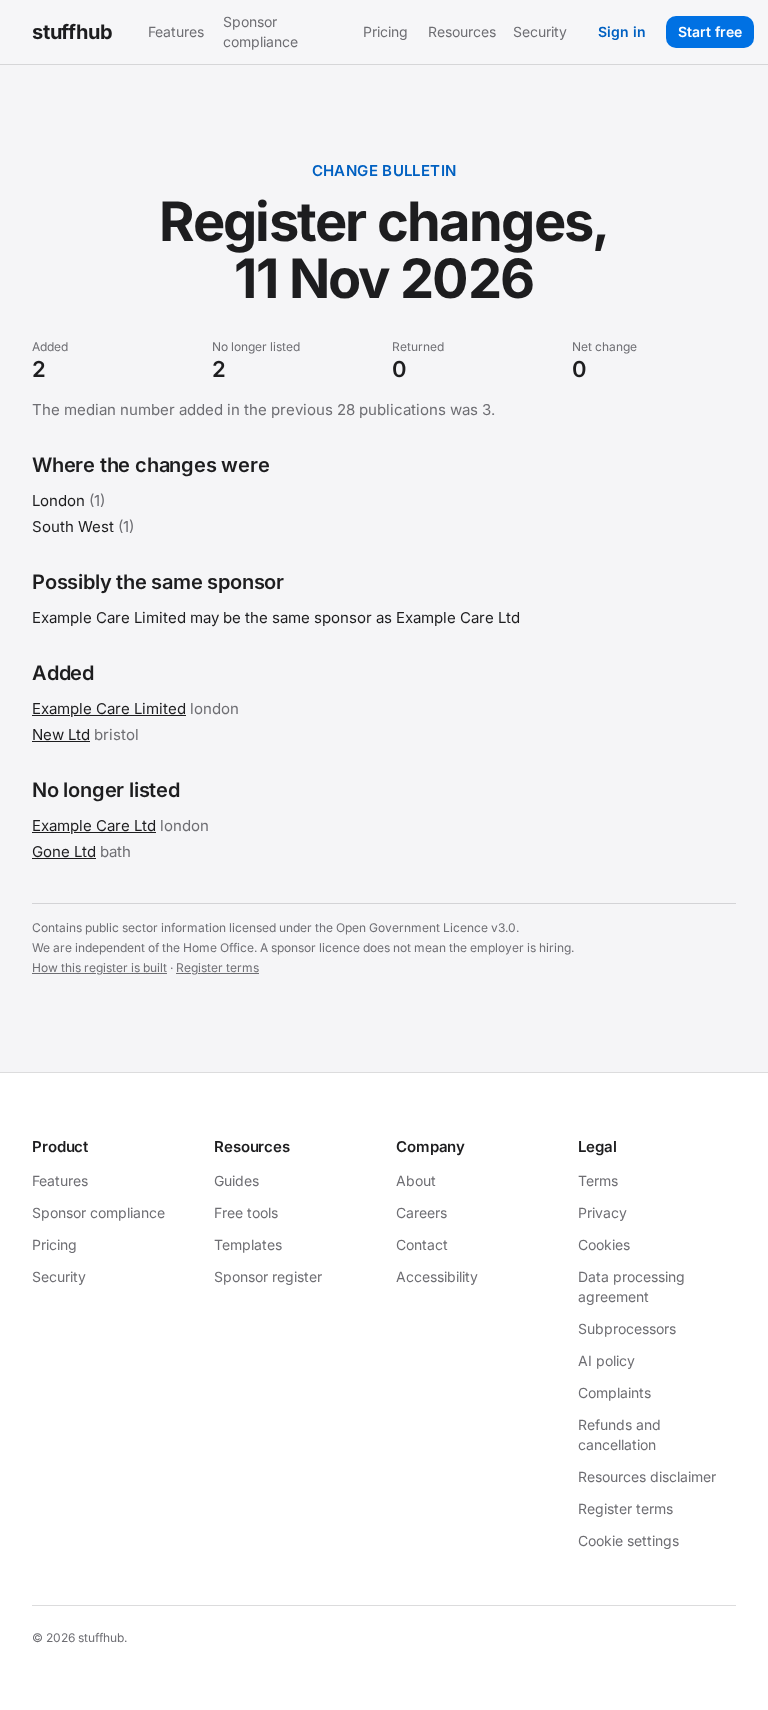 stuffhub
Features
Sponsor
compliance
Pricing
Resources
Security
Sign in
Start free
CHANGE BULLETIN
Register changes,
11 Nov 2026
Added
2
No longer listed
2
Returned
0
Net change
0
The median number added in the previous 28 publications was 3.
Where the changes were
London (1)
South West (1)
Possibly the same sponsor
Example Care Limited may be the same sponsor as Example Care Ltd
Added
Example Care Limited london
New Ltd bristol
No longer listed
Example Care Ltd london
Gone Ltd bath
Contains public sector information licensed under the Open Government Licence v3.0.
We are independent of the Home Office. A sponsor licence does not mean the employer is hiring.
How this register is built · Register terms
Product
Features
Sponsor compliance
Pricing
Security
Resources
Guides
Free tools
Templates
Sponsor register
Company
About
Careers
Contact
Accessibility
Legal
Terms
Privacy
Cookies
Data processing
agreement
Subprocessors
AI policy
Complaints
Refunds and
cancellation
Resources disclaimer
Register terms
Cookie settings
© 2026 stuffhub.